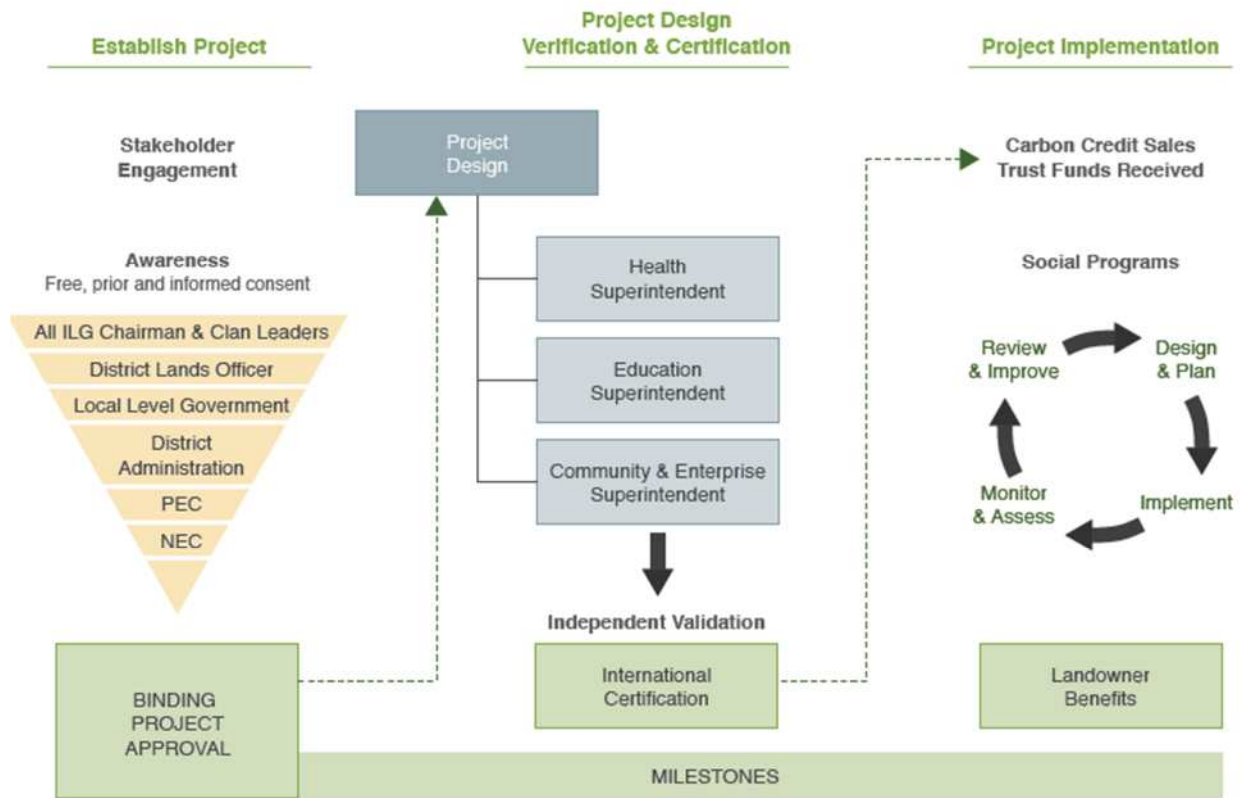 Establish Project
Stakeholder
Engagement
Awareness
Free, prior and informed consent
All ILG Chairman & Clan Leaders
District Lands Officer
Local Level Government
District
Administration
PEC
NEC
BINDING
PROJECT
APPROVAL
Project Design
Verification & Certification
Project
Design
Health
Superintendent
Education
Superintendent
Community & Enterprise
Superintendent
Independent Validation
International
Certification
Project Implementation
Carbon Credit Sales
Trust Funds Received
Social Programs
Review
& Improve
Design
& Plan
Implement
Monitor
& Assess
Landowner
Benefits
MILESTONES